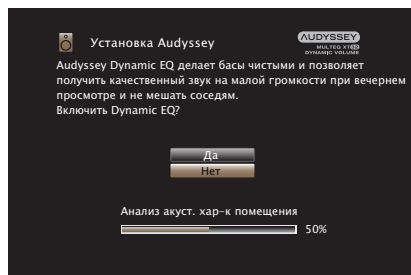 Установка Audyssey
AUDYSSEY
MULTEQ XT32
DYNAMIC VOLUME
Audyssey Dynamic EQ делает басы чистыми и позволяет
получить качественный звук на малой громкости при вечернем
просмотре и не мешать соседям.
Включить Dynamic EQ?
Да
Нет
Анализ акуст. хар-к помещения
50%